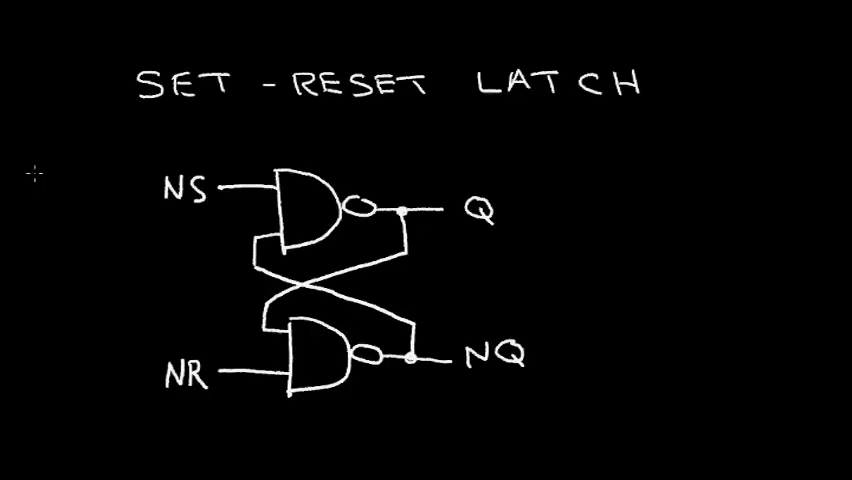 SET - RESET LATCH
NS
Q
NR
NQ